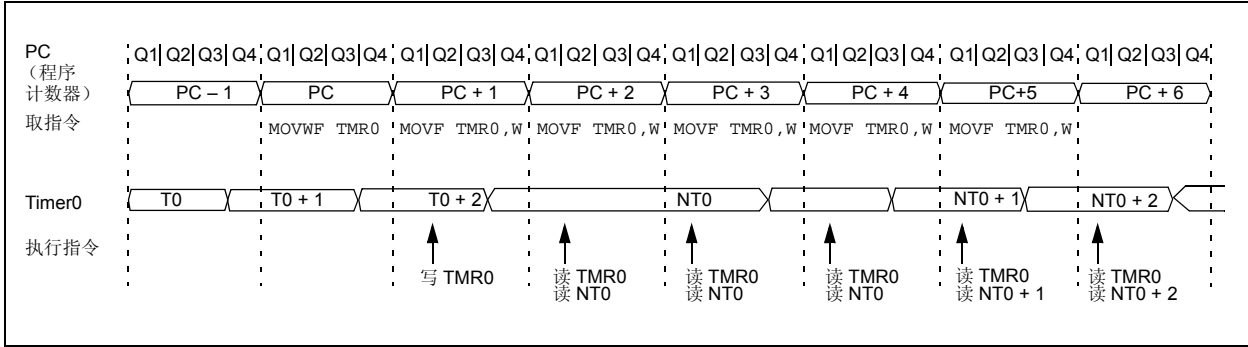 PC
（程序
计数器）
Q1 Q2 Q3 Q4 Q1 Q2 Q3 Q4 Q1 Q2 Q3 Q4 Q1 Q2 Q3 Q4 Q1 Q2 Q3 Q4 Q1 Q2 Q3 Q4 Q1 Q2 Q3 Q4 Q1 Q2 Q3 Q4
PC – 1 PC PC + 1 PC + 2 PC + 3 PC + 4 PC+5 PC + 6
取指令
MOVWF TMR0 MOVF TMR0,W MOVF TMR0,W MOVF TMR0,W MOVF TMR0,W MOVF TMR0,W
Timer0
T0 T0 + 1 T0 + 2 NT0 NT0 + 1 NT0 + 2
执行指令
写 TMR0
读 TMR0
读 NT0
读 TMR0
读 NT0
读 TMR0
读 NT0
读 TMR0
读 NT0 + 1
读 TMR0
读 NT0 + 2